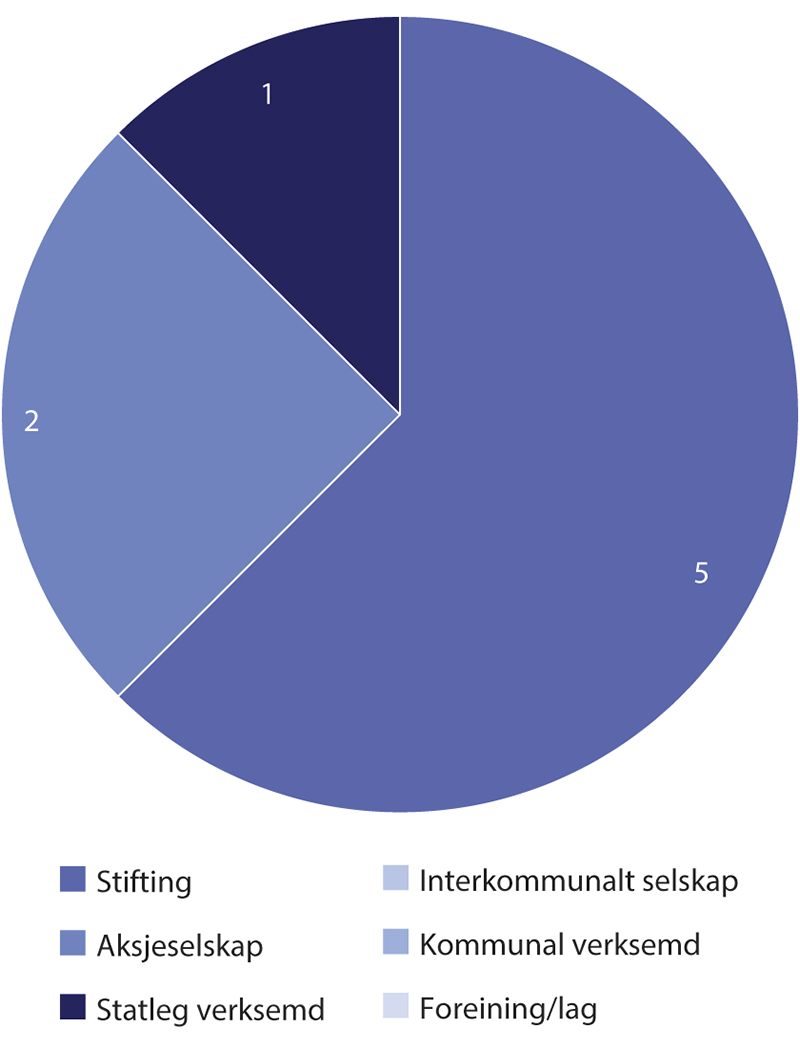 1
2
5
Stifting
Interkommunalt selskap
Aksjeselskap
Kommunal verksemd
Statleg verksemd
Foreining/lag